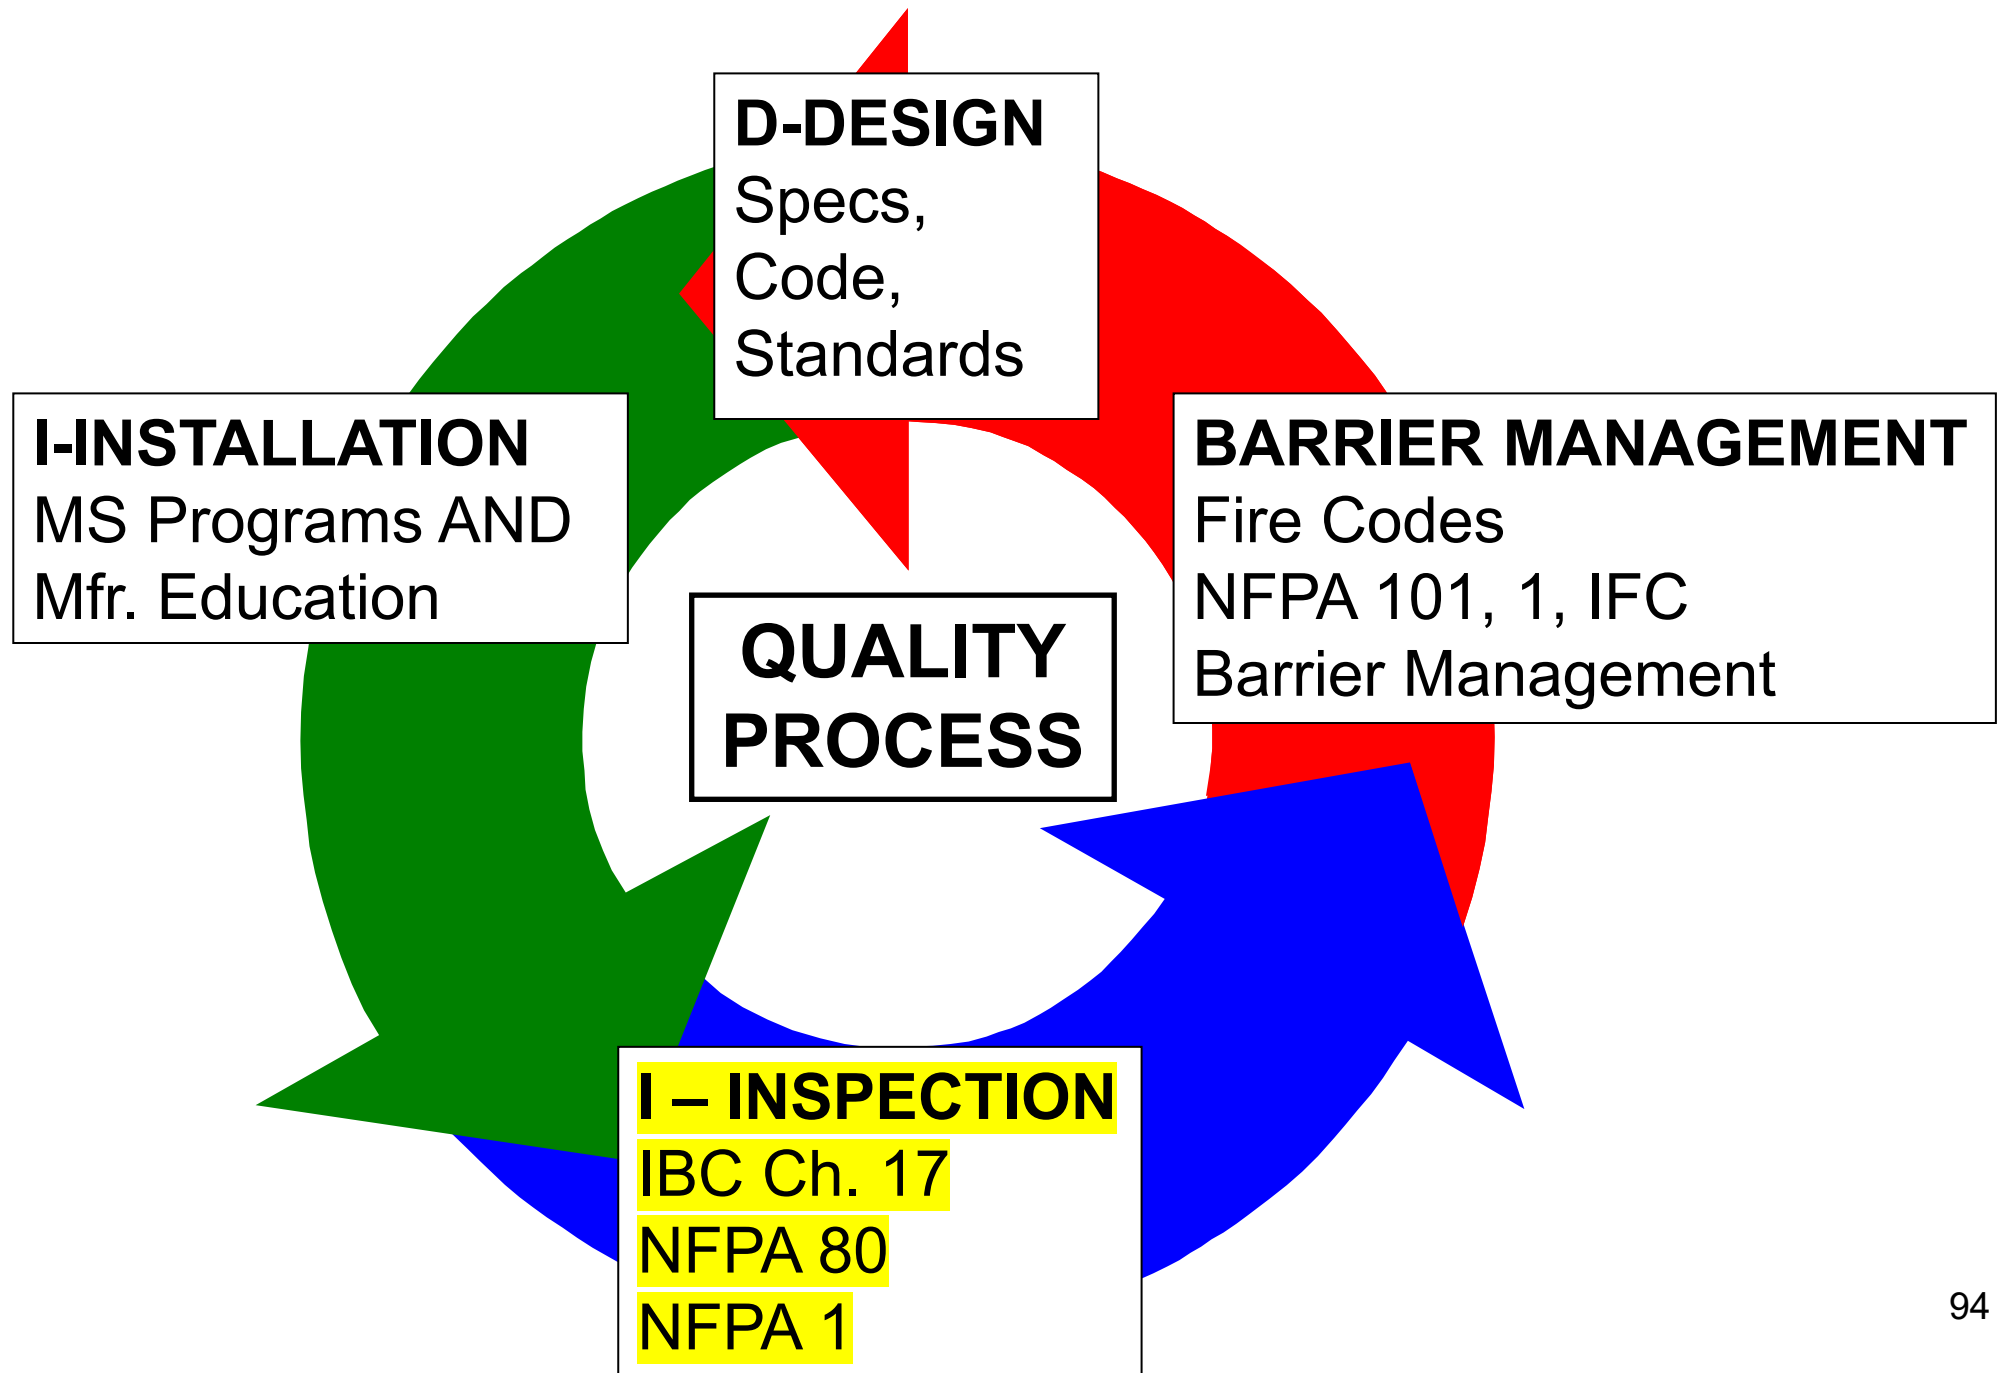 D-DESIGN
Specs,
Code,
Standards
I-INSTALLATION
MS Programs AND
Mfr. Education
BARRIER MANAGEMENT
Fire Codes
NFPA 101, 1, IFC
Barrier Management
QUALITY
PROCESS
I – INSPECTION
IBC Ch. 17
NFPA 80
NFPA 1
94